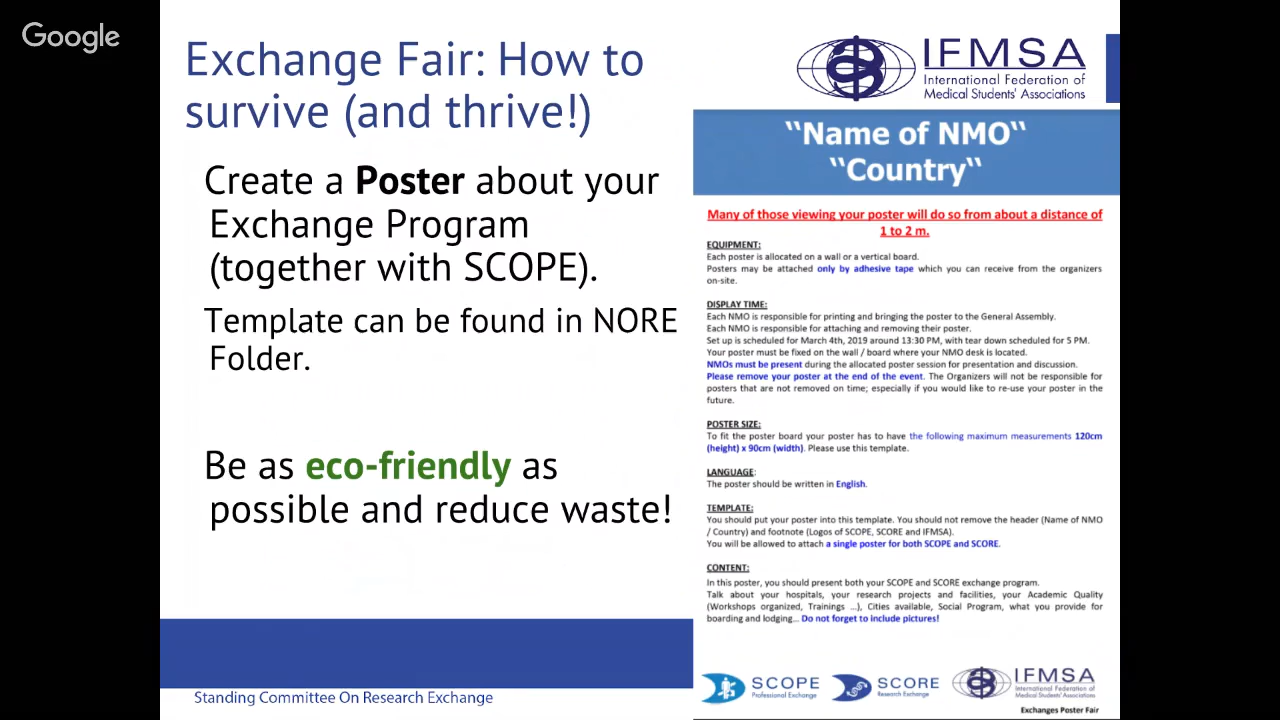 Google
Exchange Fair: How to
survive (and thrive!)
Create a Poster about your
Exchange Program
(together with SCOPE).
Template can be found in NORE
Folder.
Be as eco-friendly as
possible and reduce waste!
Standing Committee On Research Exchange
IFMSA
International Federation of
Medical Students' Associations
‟Name of NMO‟
‟Country‟
Many of those viewing your poster will do so from about a distance of
1 to 2 m.
EQUIPMENT:
Each poster is allocated on a wall or a vertical board.
Posters may be attached only by adhesive tape which you can receive from the organizers
on-site.
DISPLAY TIME:
Each NMO is responsible for printing and bringing the poster to the General Assembly.
Each NMO is responsible for attaching and removing their poster.
Set up is scheduled for March 4th, 2019 around 13:30 PM, with tear down scheduled for 5 PM.
Your poster must be fixed on the wall / board where your NMO desk is located.
NMOs must be present during the allocated poster session for presentation and discussion.
Please remove your poster at the end of the event. The Organizers will not be responsible for
posters that are not removed on time; especially if you would like to re-use your poster in the
future.
POSTER SIZE:
To fit the poster board your poster has to have the following maximum measurements 120cm
(height) x 90cm (width). Please use this template.
LANGUAGE:
The poster should be written in English.
TEMPLATE:
You should put your poster into this template. You should not remove the header (Name of NMO
/ Country) and footnote (Logos of SCOPE, SCORE and IFMSA).
You will be allowed to attach a single poster for both SCOPE and SCORE.
CONTENT:
In this poster, you should present both your SCOPE and SCORE exchange program.
Talk about your hospitals, your research projects and facilities, your Academic Quality
(Workshops organized, Trainings ...), Cities available, Social Program, what you provide for
boarding and lodging... Do not forget to include pictures!
SCOPE
Professional Exchange
SCORE
Research Exchange
IFMSA
International Federation of
Medical Students' Associations
Exchanges Poster Fair